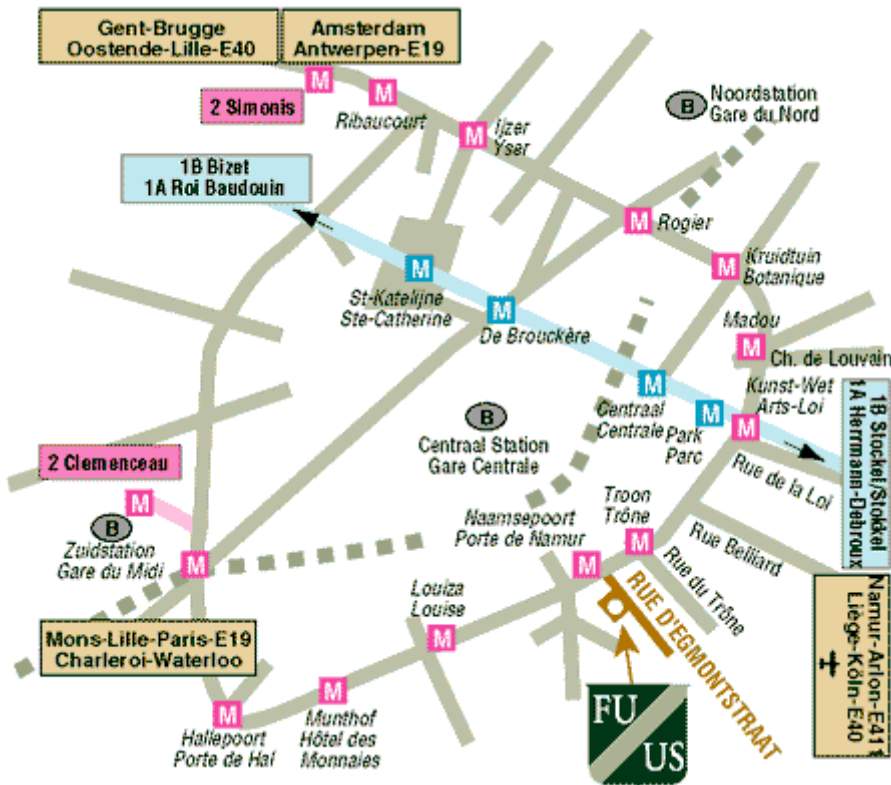 Gent-Brugge
Oostende-Lille-E40
Amsterdam
Antwerpen-E19
M
M
2 Simonis
Ribaucourt
M
Ijzer
Yser
B
Noordstation
Gare du Nord
1B Bizet
1A Roi Baudouin
M
Rogier
M
Kruidtuin
Botanique
M
St-Katelijne
Ste-Catherine
M
De Brouckère
Madou
M
Ch. de Louvain
M
Centraal
Centrale
M
Park
Parc
Kunst-Wet
Arts-Loi
M
Rue de la Loi
1B Stockel/Stokkel
1A Herrmann-Debroux
B
Centraal Station
Gare Centrale
2 Clemenceau
M
B
Zuidstation
Gare du Midi
M
Naamsepoort
Porte de Namur
M
Troon
Trône
M
Rue Belliard
Rue du Trône
RUE D'EGMONTSTRAAT
Louiza
Louise
M
Mons-Lille-Paris-E19
Charleroi-Waterloo
M
Hallepoort
Porte de Hal
M
Munthof
Hôtel des
Monnaies
FU
US
Namur-Arlon-E411
Liège-Köln-E40